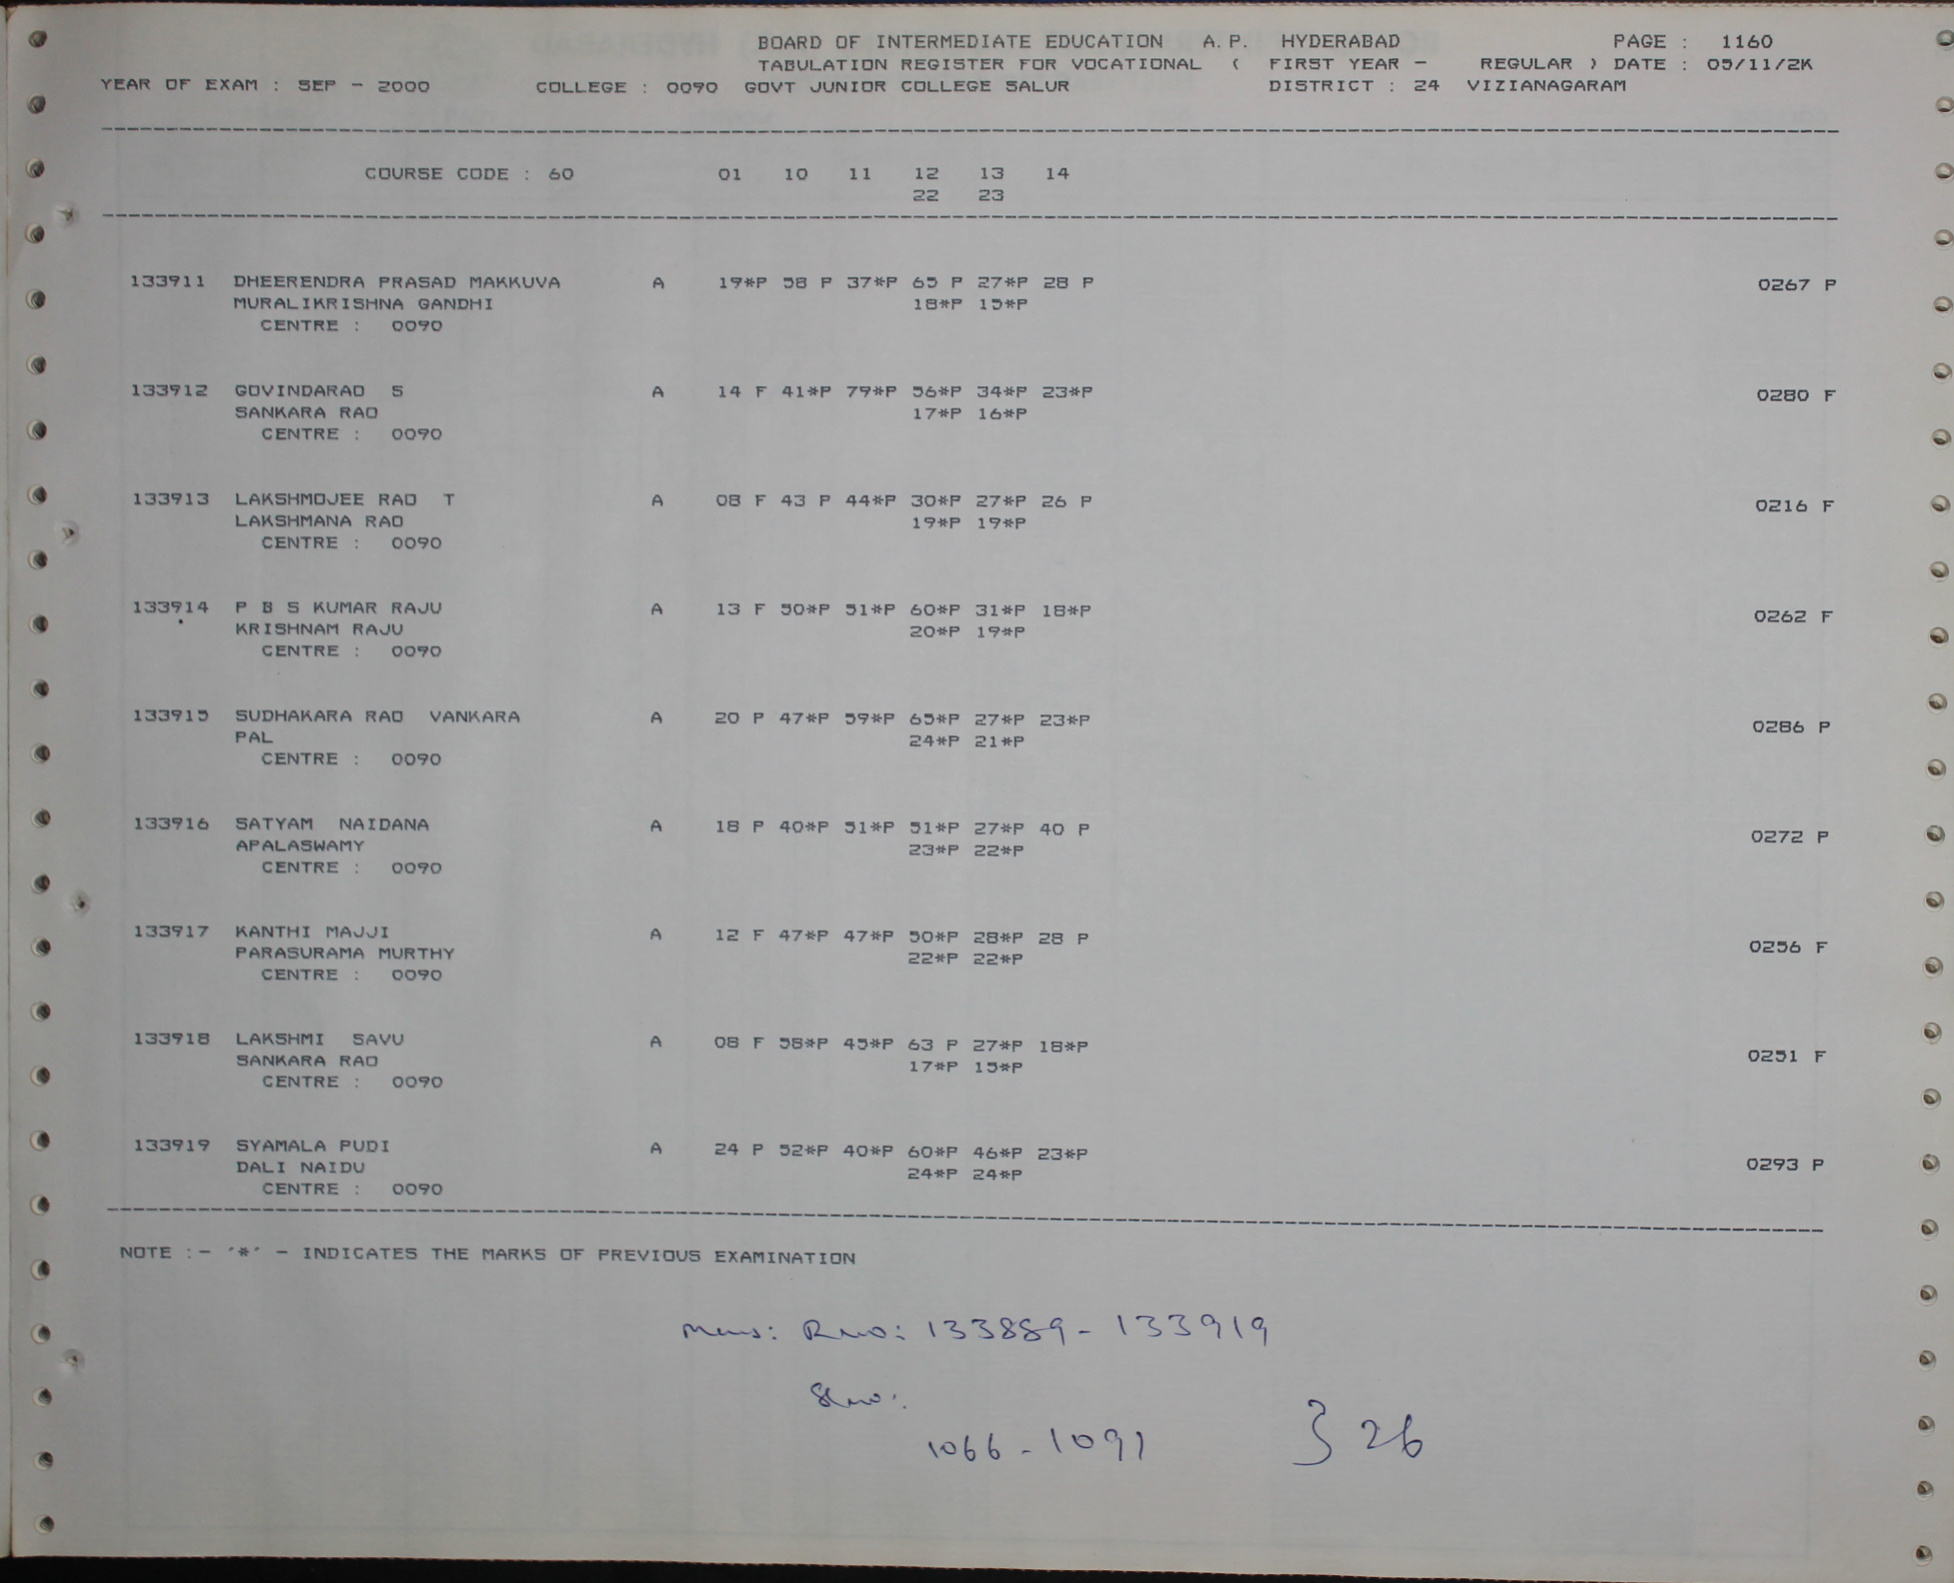 BOARD OF INTERMEDIATE EDUCATION A.P. HYDERABAD PAGE : 1160
TABULATION REGISTER FOR VOCATIONAL ( FIRST YEAR - REGULAR ) DATE : 05/11/2K
YEAR OF EXAM : SEP - 2000 COLLEGE : 0090 GOVT JUNIOR COLLEGE SALUR DISTRICT : 24 VIZIANAGARAM
COURSE CODE : 60 01 10 11 12 13 14
22 23
133911 DHEERENDRA PRASAD MAKKUVA A 19*P 58 P 37*P 65 P 27*P 28 P 0267 P
MURALIKRISHNA GANDHI 18*P 15*P
CENTRE : 0090
133912 GOVINDARAO S A 14 F 41*P 79*P 56*P 34*P 23*P 0280 F
SANKARA RAO 17*P 16*P
CENTRE : 0090
133913 LAKSHMOJEE RAO T A 08 F 43 P 44*P 30*P 27*P 26 P 0216 F
LAKSHMANA RAO 19*P 19*P
CENTRE : 0090
133914 P B S KUMAR RAJU A 13 F 50*P 51*P 60*P 31*P 18*P 0262 F
KRISHNAM RAJU 20*P 19*P
CENTRE : 0090
133915 SUDHAKARA RAO VANKARA A 20 P 47*P 59*P 65*P 27*P 23*P 0286 P
PAL 24*P 21*P
CENTRE : 0090
133916 SATYAM NAIDANA A 18 P 40*P 51*P 51*P 27*P 40 P 0272 P
APALASWAMY 23*P 22*P
CENTRE : 0090
133917 KANTHI MAJJI A 12 F 47*P 47*P 50*P 28*P 28 P 0256 F
PARASURAMA MURTHY 22*P 22*P
CENTRE : 0090
133918 LAKSHMI SAVU A 08 F 58*P 45*P 63 P 27*P 18*P 0251 F
SANKARA RAO 17*P 15*P
CENTRE : 0090
133919 SYAMALA PUDI A 24 P 52*P 40*P 60*P 46*P 23*P 0293 P
DALI NAIDU 24*P 24*P
CENTRE : 0090
NOTE :- '*' - INDICATES THE MARKS OF PREVIOUS EXAMINATION
Rno: 133889 - 133919
Slno:
1066 - 1091 } 26